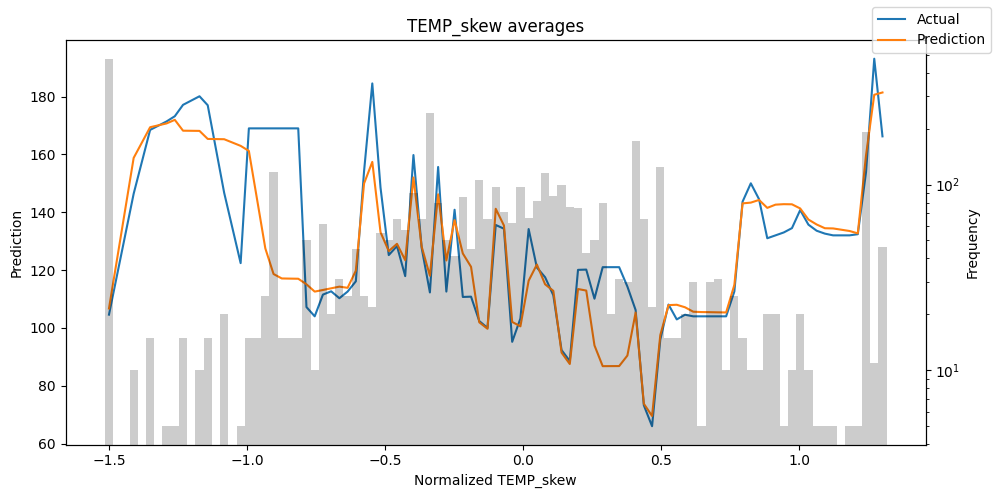 TEMP_skew averages
Actual
Prediction
180
160
140
120
100
80
60
Prediction
10²
10¹
Frequency
−1.5 −1.0 −0.5 0.0 0.5 1.0
Normalized TEMP_skew